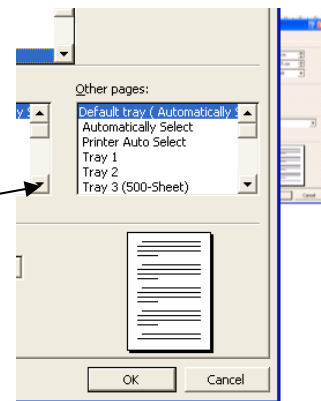 Other pages:
Default tray ( Automatically S
Automatically Select
Printer Auto Select
Tray 1
Tray 2
Tray 3 (500-Sheet)
OK
Cancel
Cancel